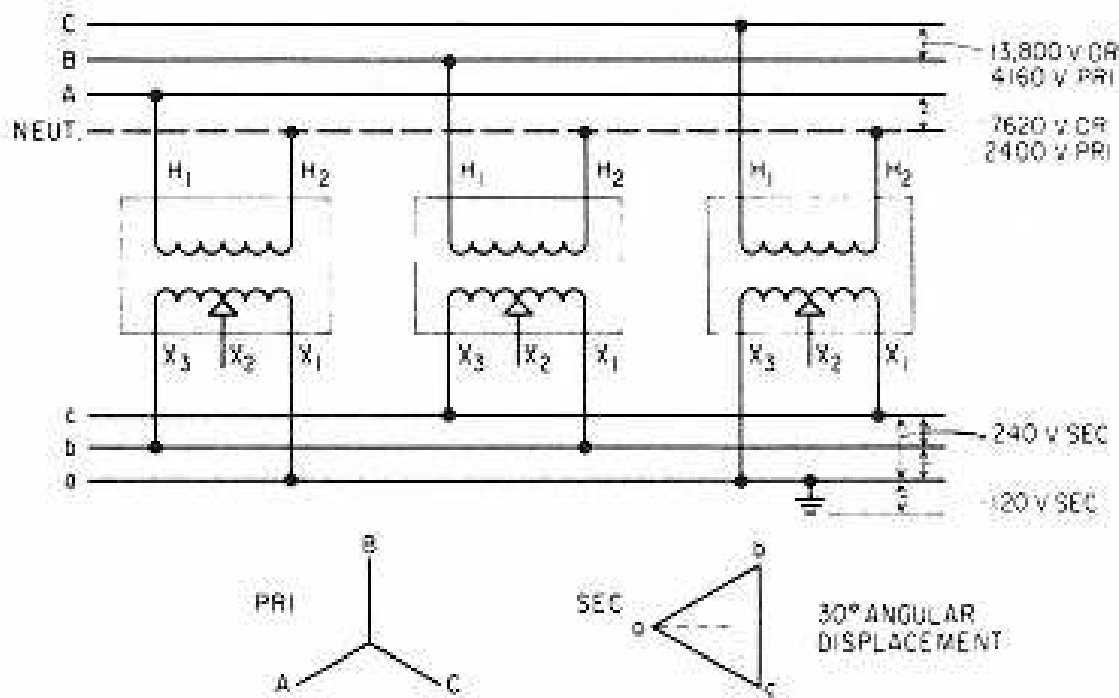 C
B
A
NEUT.
13,800 V OR
4160 V PRI
7620 V OR
2400 V PRI
H1 H2 H1 H2 H1 H2
X3 X2 X1 X3 X2 X1 X3 X2 X1
c
b
a
240 V SEC
120 V SEC
PRI
B
A
C
SEC
a
b
c
30° ANGULAR
DISPLACEMENT